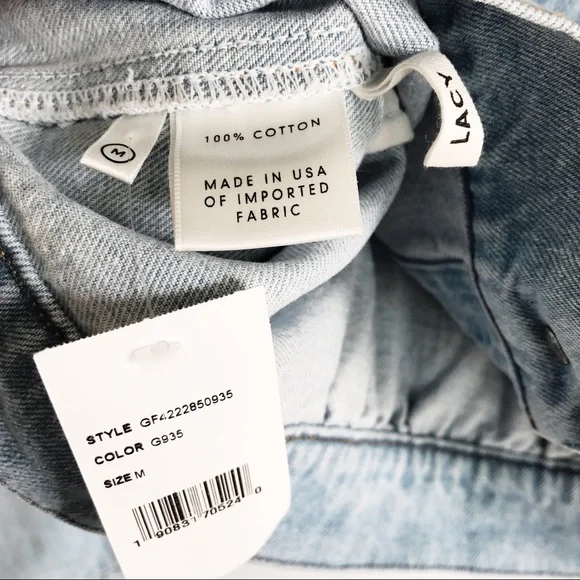 100% COTTON
MADE IN USA
OF IMPORTED
FABRIC
M
LACY
STYLE GF4222850935
COLOR G935
SIZE M
1 90831 70524 0